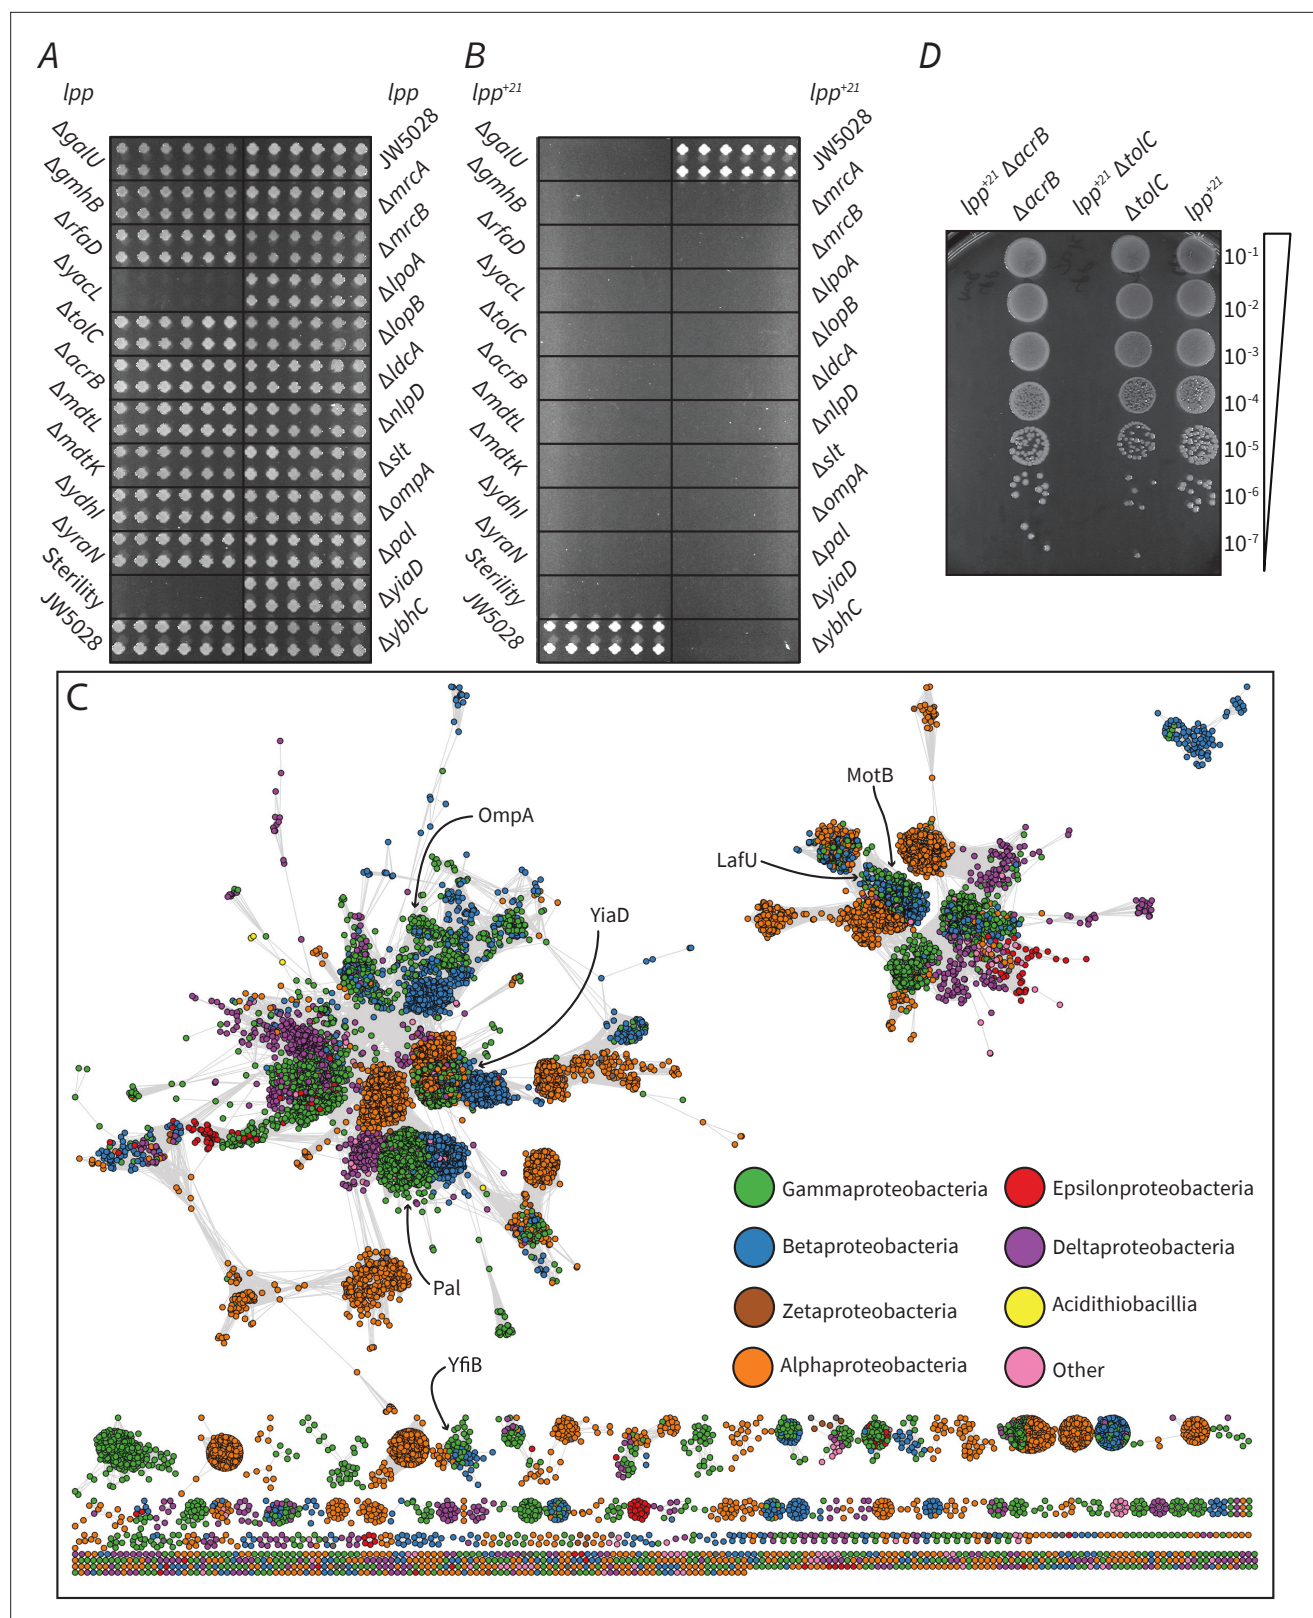 A
lpp
lpp
ΔgalU
ΔgmhB
ΔrfaD
ΔyacL
ΔtolC
ΔacrB
ΔmdtL
ΔmdtK
ΔydhI
ΔyraN
Sterility
JW5028
JW5028
ΔmrcA
ΔmrcB
ΔlpoA
ΔlopB
ΔldcA
ΔnlpD
Δslt
ΔompA
Δpal
ΔyiaD
ΔybhC
B
lpp+21
lpp+21
ΔgalU
ΔgmhB
ΔrfaD
ΔyacL
ΔtolC
ΔacrB
ΔmdtL
ΔmdtK
ΔydhI
ΔyraN
Sterility
JW5028
JW5028
ΔmrcA
ΔmrcB
ΔlpoA
ΔlopB
ΔldcA
ΔnlpD
Δslt
ΔompA
Δpal
ΔyiaD
ΔybhC
D
lpp+21 ΔacrB
ΔacrB
lpp+21 ΔtolC
ΔtolC
lpp+21
10-1
10-2
10-3
10-4
10-5
10-6
10-7
C
OmpA
YiaD
Pal
YfiB
MotB
LafU
Gammaproteobacteria
Betaproteobacteria
Zetaproteobacteria
Alphaproteobacteria
Epsilonproteobacteria
Deltaproteobacteria
Acidithiobacillia
Other